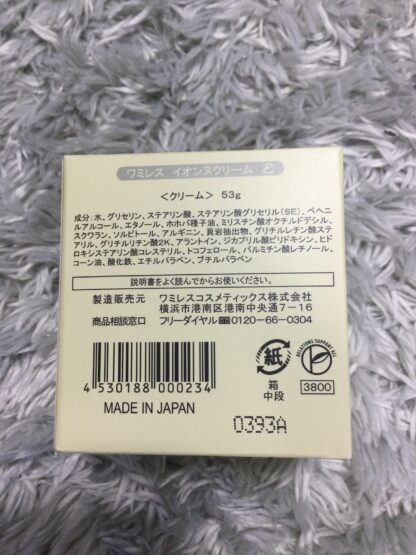 ワミレス イオンヌクリーム ε
<クリーム> 53g
成分:水、グリセリン、ステアリン酸、ステアリン酸グリセリル(SE)、ベヘニ
ルアルコール、エタノール、ホホバ種子油、ミリスチン酸オクチルドデシル、
スクワラン、ソルビトール、アルギニン、真岩抽出物、グリチルレチン酸ステ
アリル、グリチルリチン酸2K、アラントイン、ジカプリル酸ピリドキシン、ヒド
ロキシステアリン酸コレステリル、トコフェロール、パルミチン酸レチノール、
コーン油、酸化鉄、エチルパラベン、ブチルパラベン
説明書をよく読んでからお使いください。
製造販売元 ワミレスコスメティックス株式会社
横浜市港南区港南中央通7-16
商品相談窓口 フリーダイヤル 0120-66-0304
4 530188 000234
MADE IN JAPAN
紙
箱
中段
RELATIONS SUPPORT ALL
3800
0393A